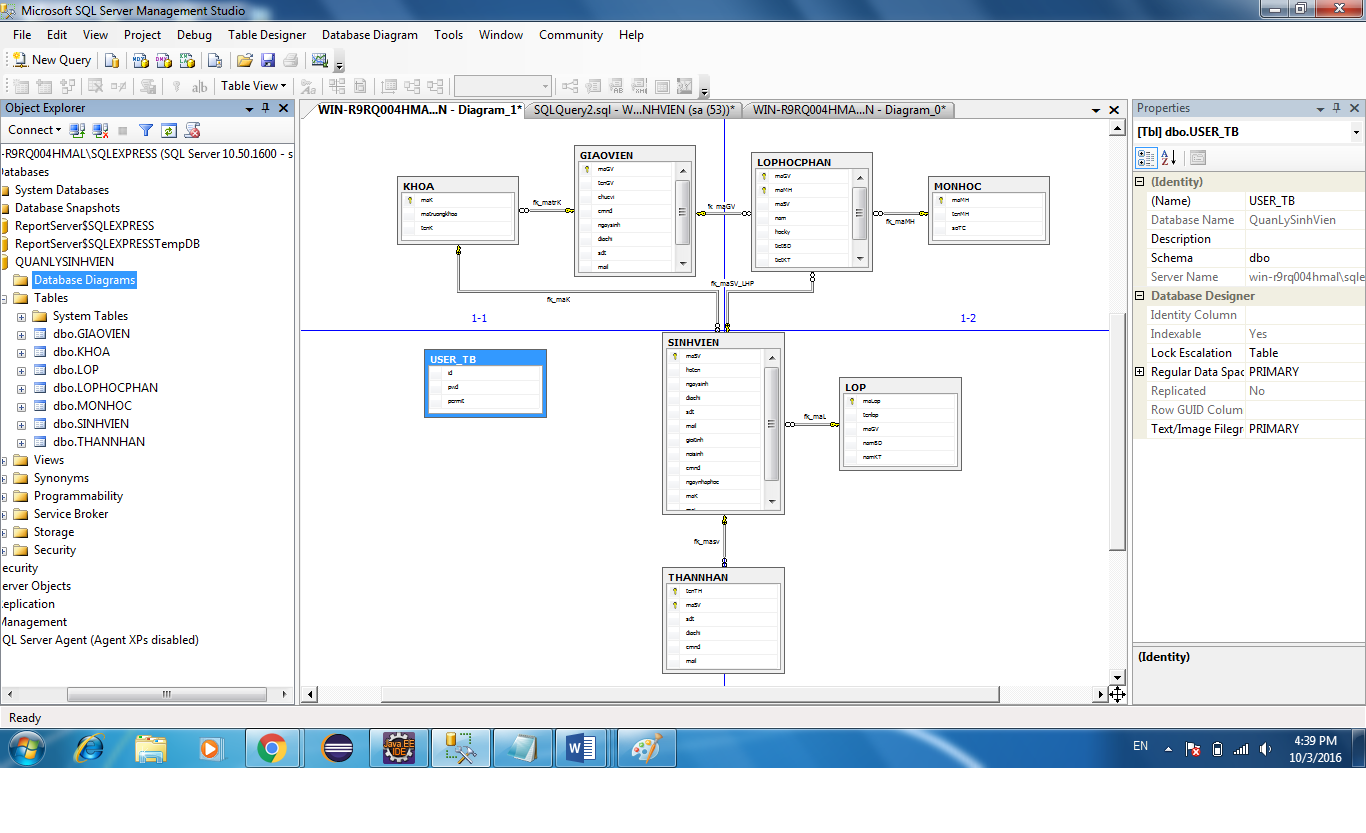 Microsoft SQL Server Management Studio
File Edit View Project Debug Table Designer Database Diagram Tools Window Community Help
New Query
Table View
Object Explorer
Connect
-R9RQ004HMAL\SQLEXPRESS (SQL Server 10.50.1600 - s
atabases
System Databases
Database Snapshots
ReportServer$SQLEXPRESS
ReportServer$SQLEXPRESSTempDB
QUANLYSINHVIEN
Database Diagrams
Tables
System Tables
dbo.GIAOVIEN
dbo.KHOA
dbo.LOP
dbo.LOPHOCPHAN
dbo.MONHOC
dbo.SINHVIEN
dbo.THANNHAN
Views
Synonyms
Programmability
Service Broker
Storage
Security
ecurity
erver Objects
eplication
Management
QL Server Agent (Agent XPs disabled)
WIN-R9RQ004HMA...N - Diagram_1*
SQLQuery2.sql - W...NHVIEN (sa (53))*
WIN-R9RQ004HMA...N - Diagram_0*
KHOA
maK
matruongkhoa
tenK
fk_matrK
GIAOVIEN
maGV
tenGV
chucvi
cmnd
ngaysinh
diachi
sdt
mail
fk_maGV
LOPHOCPHAN
maGV
maMH
maSV
nam
hocky
tietBD
tietKT
fk_maMH
MONHOC
maMH
tenMH
soTC
fk_maK
fk_maSV_LHP
1-1
1-2
USER_TB
id
pwd
permit
SINHVIEN
maSV
hoten
ngaysinh
diachi
sdt
mail
gioitinh
noisinh
cmnd
ngaynhaphoc
maK
fk_maL
LOP
maLop
tenlop
maGV
namBD
namKT
fk_masv
THANNHAN
tenTH
maSV
sdt
diachi
cmnd
mail
Properties
[Tbl] dbo.USER_TB
(Identity)
(Name) USER_TB
Database Name QuanLySinhVien
Description
Schema dbo
Server Name win-r9rq004hmal\sqle
Database Designer
Identity Column
Indexable Yes
Lock Escalation Table
Regular Data Spac PRIMARY
Replicated No
Row GUID Colum
Text/Image Filegr PRIMARY
(Identity)
Ready
Java EE
IDE
EN
4:39 PM
10/3/2016